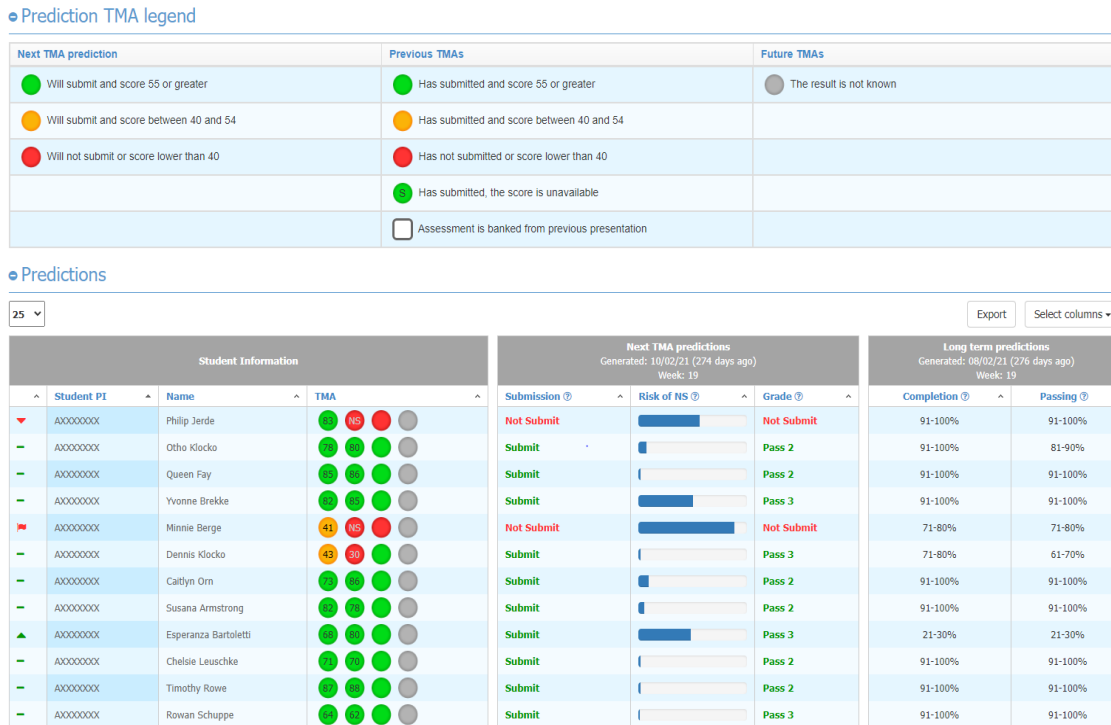 Prediction TMA legend
Next TMA prediction Previous TMAs Future TMAs
Will submit and score 55 or greater Has submitted and score 55 or greater The result is not known
Will submit and score between 40 and 54 Has submitted and score between 40 and 54
Will not submit or score lower than 40 Has not submitted or score lower than 40
S Has submitted, the score is unavailable
Assessment is banked from previous presentation
Predictions
25 Export Select columns
Student Information
Next TMA predictions
Generated: 10/02/21 (274 days ago)
Week: 19
Long term predictions
Generated: 08/02/21 (276 days ago)
Week: 19
Student PI Name TMA Submission Risk of NS Grade Completion Passing
AXXXXXXX Philip Jerde 83 NS Not Submit Not Submit 91-100% 91-100%
AXXXXXXX Otho Klocko 78 80 Submit Pass 2 91-100% 81-90%
AXXXXXXX Queen Fay 85 86 Submit Pass 2 91-100% 91-100%
AXXXXXXX Yvonne Brekke 82 85 Submit Pass 3 91-100% 91-100%
AXXXXXXX Minnie Berge 41 NS Not Submit Not Submit 71-80% 71-80%
AXXXXXXX Dennis Klocko 43 30 Submit Pass 3 71-80% 61-70%
AXXXXXXX Caitlyn Orn 73 86 Submit Pass 2 91-100% 91-100%
AXXXXXXX Susana Armstrong 82 78 Submit Pass 2 91-100% 91-100%
AXXXXXXX Esperanza Bartoletti 68 80 Submit Pass 3 21-30% 21-30%
AXXXXXXX Chelsie Leuschke 71 70 Submit Pass 2 91-100% 91-100%
AXXXXXXX Timothy Rowe 87 88 Submit Pass 2 91-100% 91-100%
AXXXXXXX Rowan Schuppe 64 62 Submit Pass 3 91-100% 91-100%